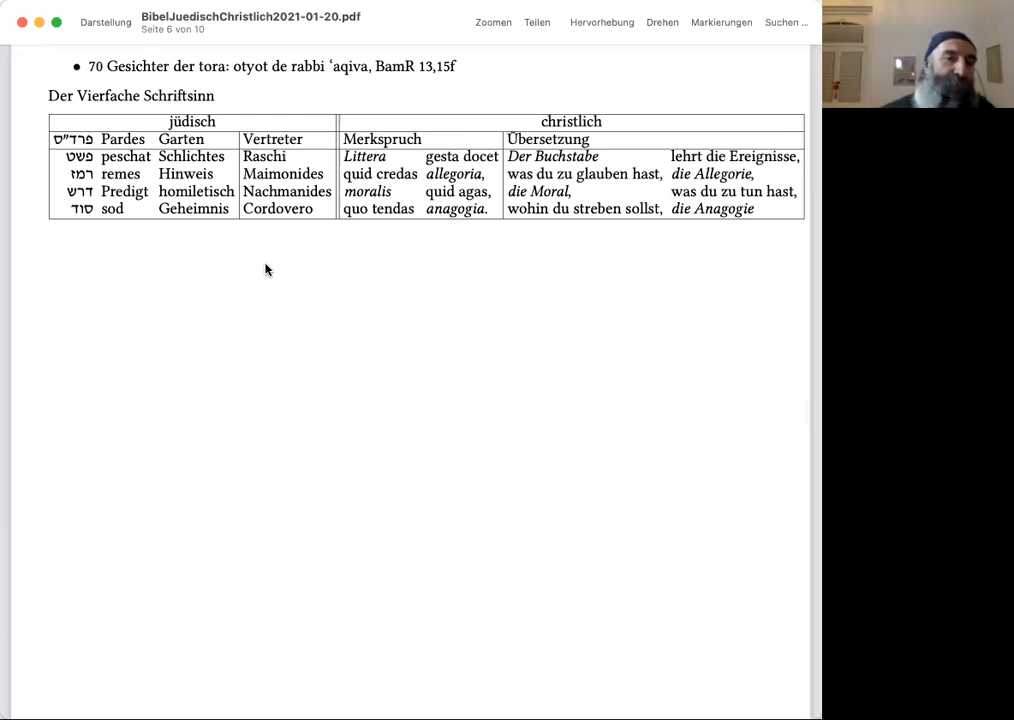 Darstellung BibelJuedischChristlich2021-01-20.pdf Zoomen Teilen Hervorhebung Drehen Markierungen Suchen ...
Seite 6 von 10
• 70 Gesichter der tora: otyot de rabbi ʿaqiva, BamR 13,15f
Der Vierfache Schriftsinn
jüdisch christlich
פרד"ס Pardes Garten Vertreter Merkspruch Übersetzung
פשט peschat Schlichtes Raschi Littera gesta docet Der Buchstabe lehrt die Ereignisse,
רמז remes Hinweis Maimonides quid credas allegoria, was du zu glauben hast, die Allegorie,
דרש Predigt homiletisch Nachmanides moralis quid agas, die Moral, was du zu tun hast,
סוד sod Geheimnis Cordovero quo tendas anagogia. wohin du streben sollst, die Anagogie